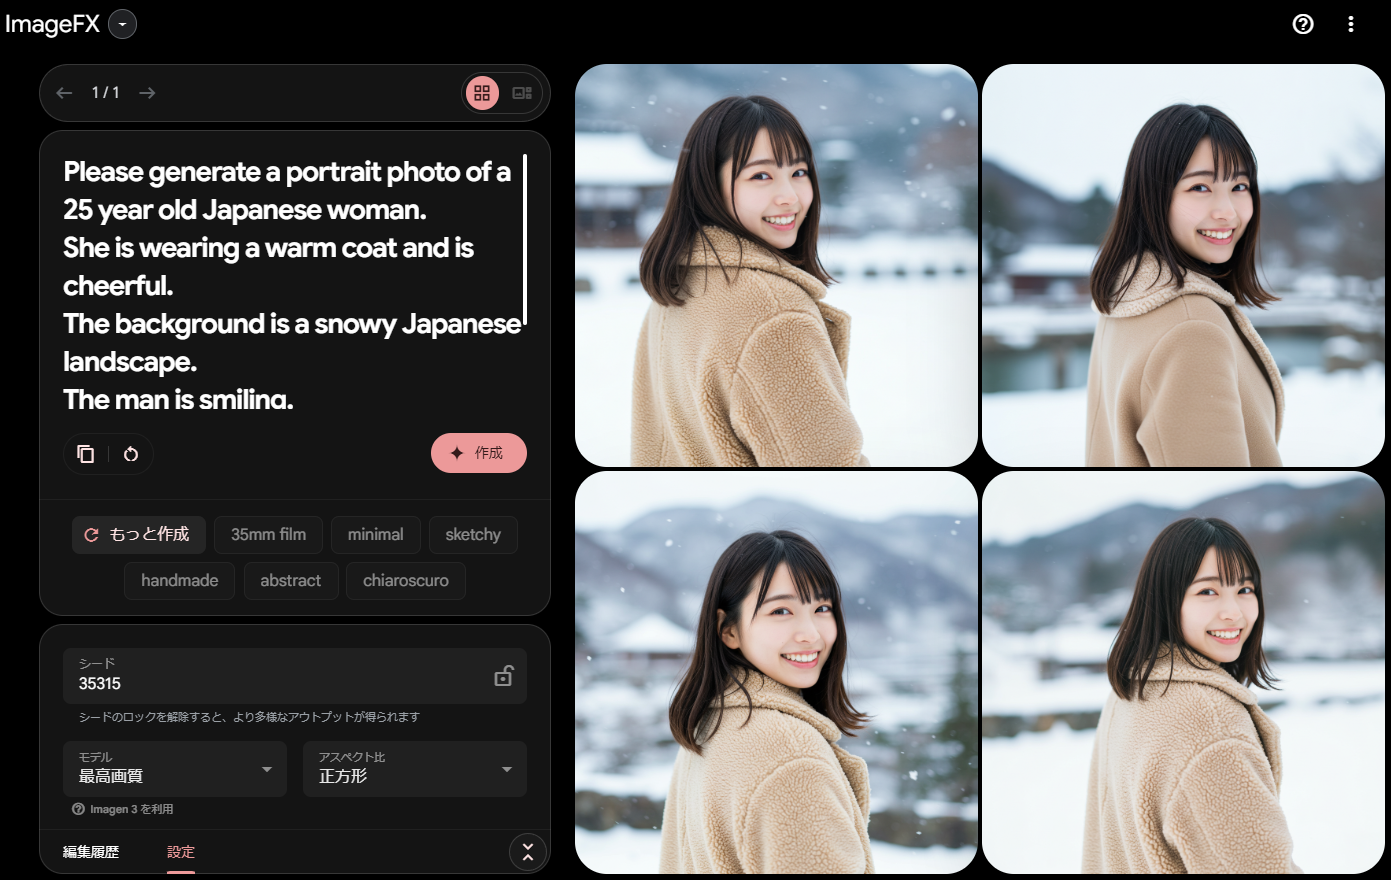 ImageFX
1 / 1
Please generate a portrait photo of a
25 year old Japanese woman.
She is wearing a warm coat and is
cheerful.
The background is a snowy Japanese
landscape.
The man is smiling.
作成
もっと作成
35mm film
minimal
sketchy
handmade
abstract
chiaroscuro
シード
35315
シードのロックを解除すると、より多様なアウトプットが得られます
モデル
最高画質
アスペクト比
正方形
Imagen 3 を利用
編集履歴
設定